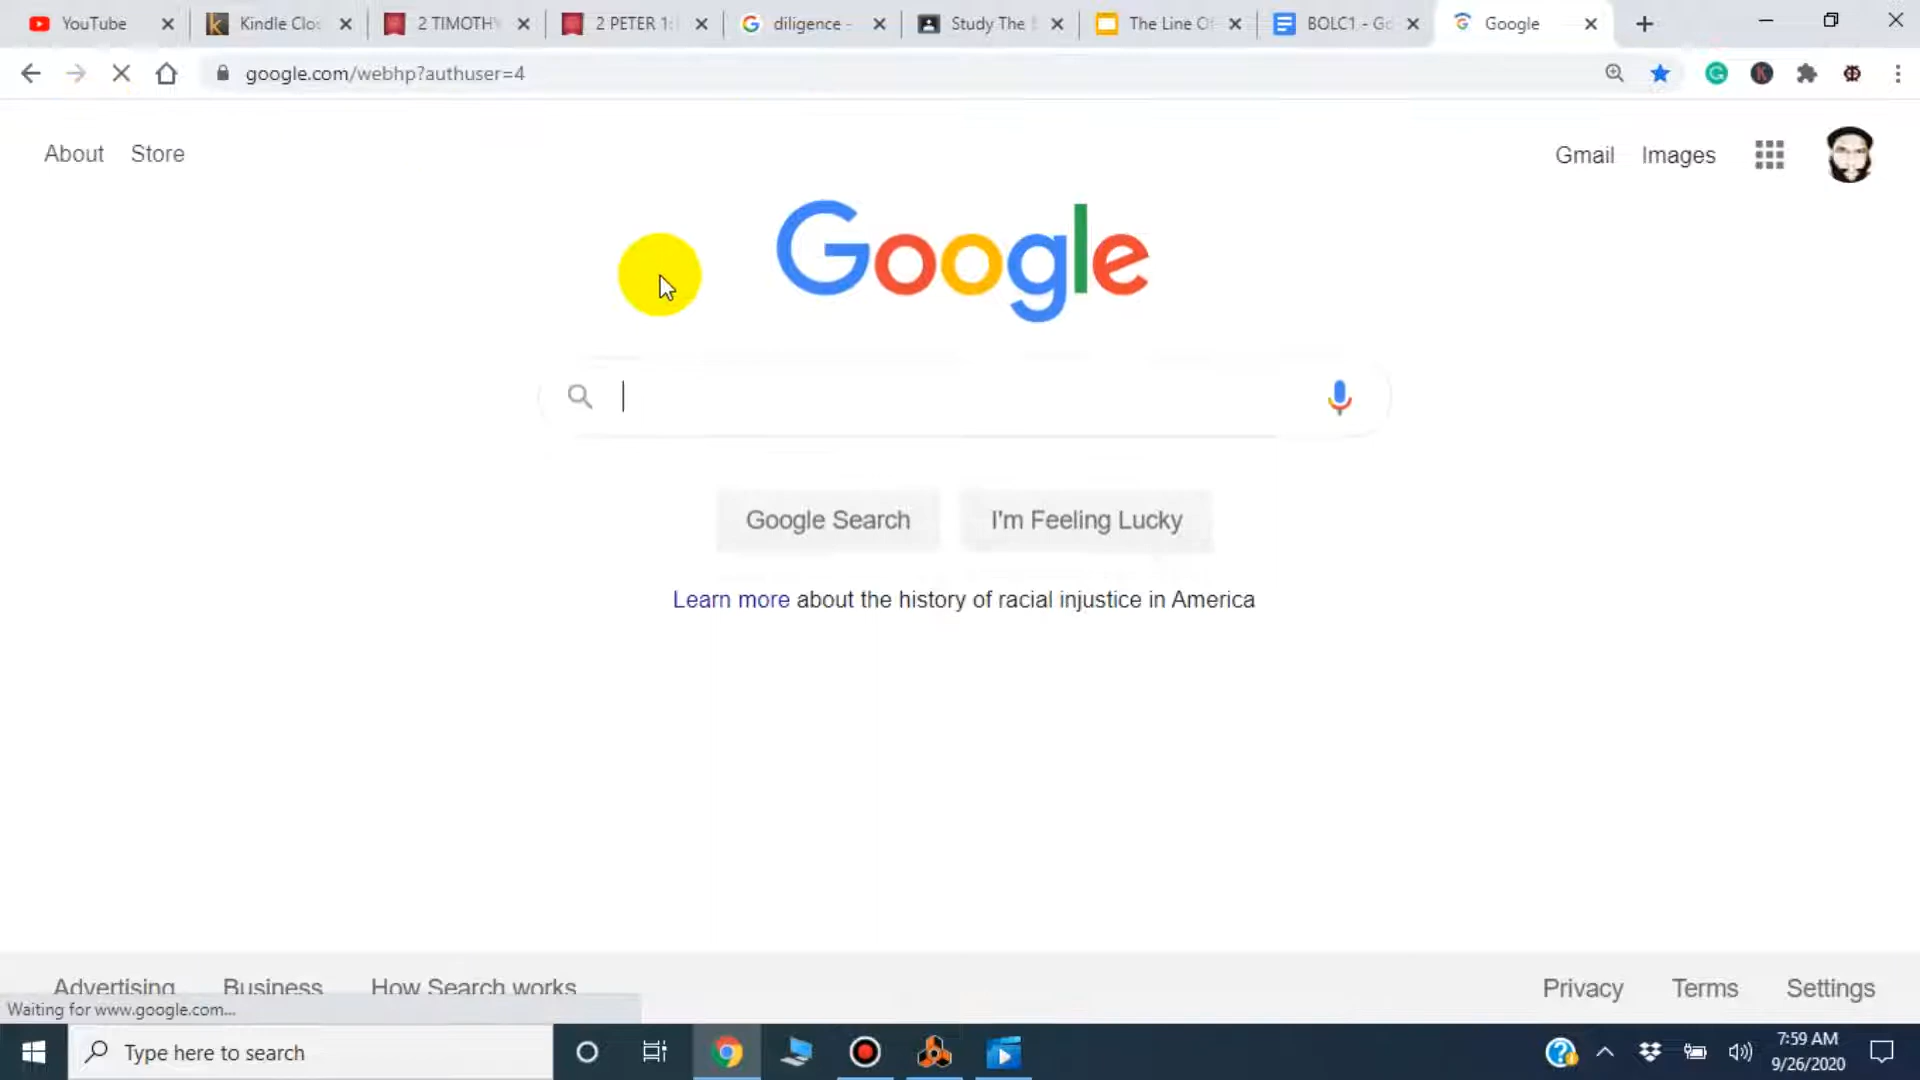 YouTube
Kindle Clo
2 TIMOTHY
2 PETER 1:
diligence -
Study The
The Line Of
BOLC1 - Go
Google
google.com/webhp?authuser=4
About Store
Gmail Images
Google
Google Search I'm Feeling Lucky
Learn more about the history of racial injustice in America
Advertising Business How Search works
Privacy Terms Settings
Waiting for www.google.com...
Type here to search
7:59 AM
9/26/2020